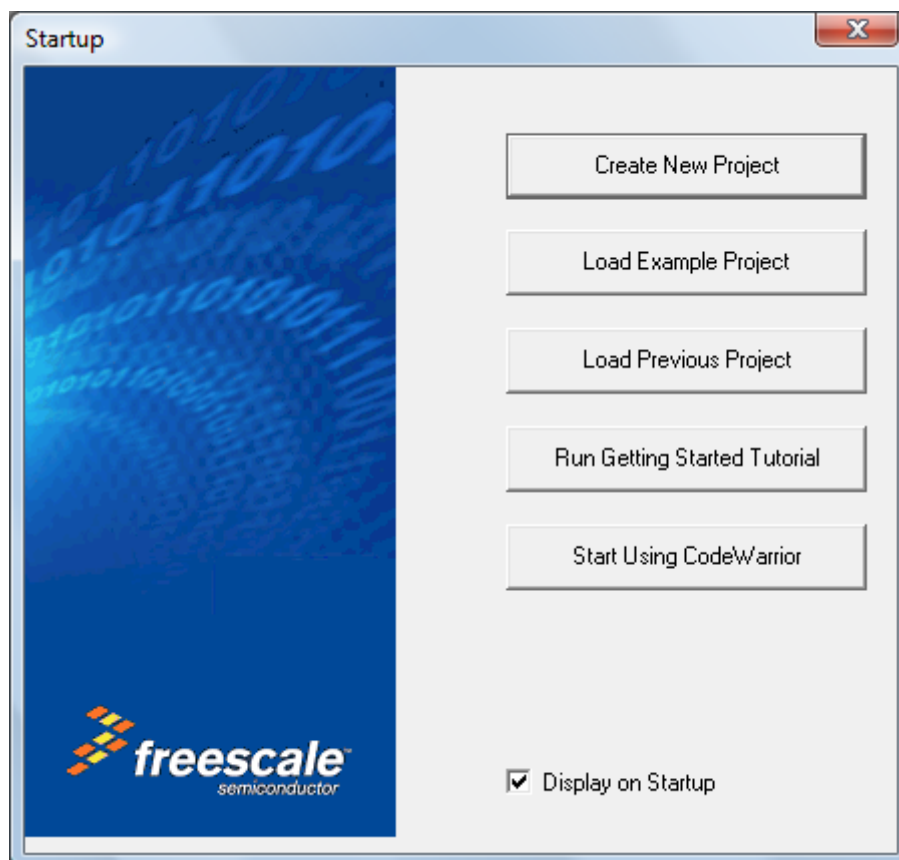 Startup
Create New Project
Load Example Project
Load Previous Project
Run Getting Started Tutorial
Start Using CodeWarrior
freescale™
semiconductor
Display on Startup